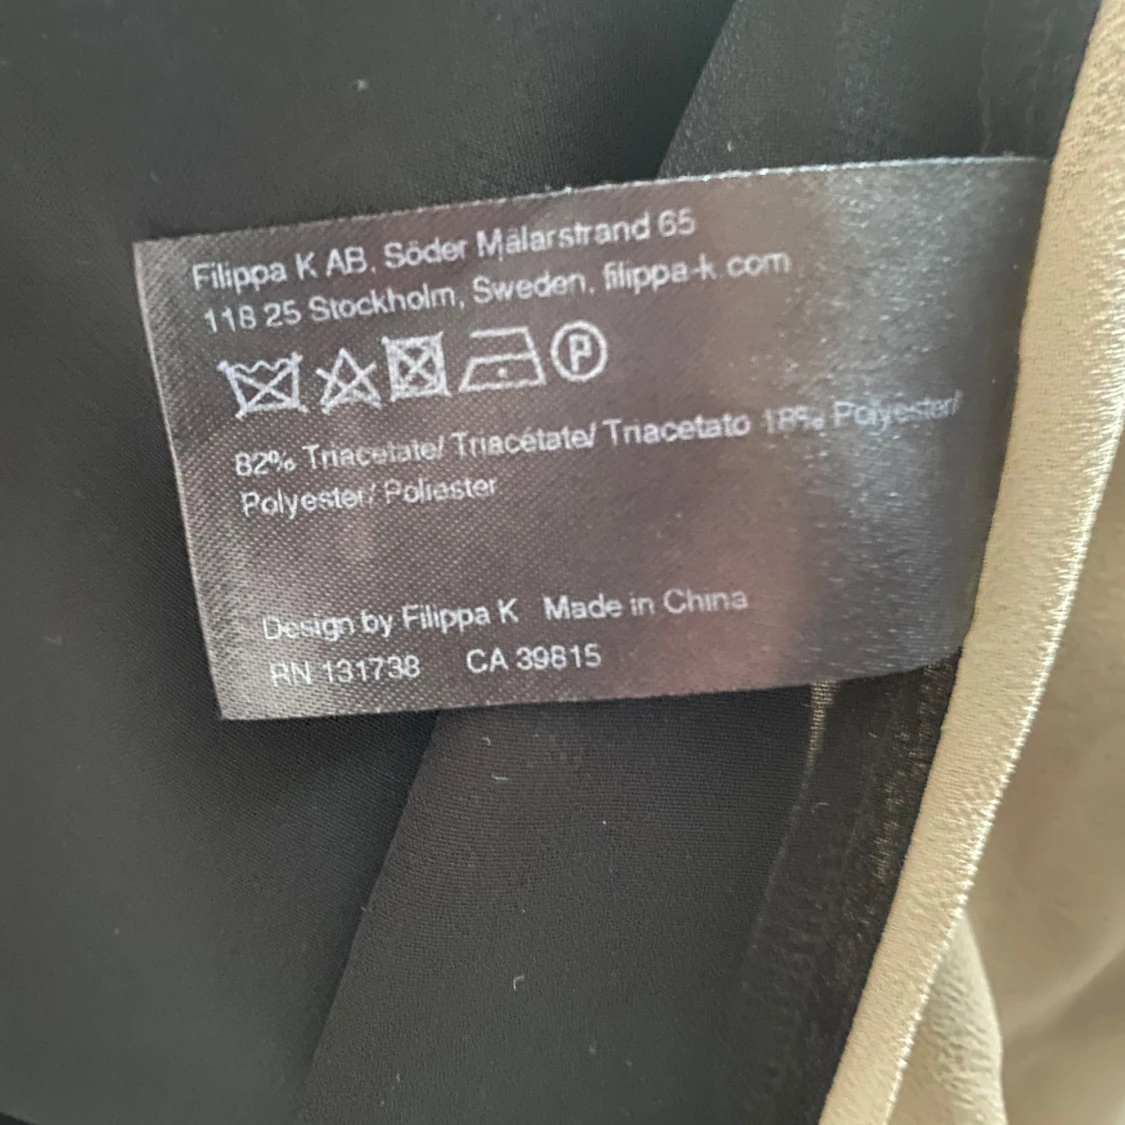 Filippa K AB, Söder Mälarstrand 65
118 25 Stockholm, Sweden, filippa-k.com
P
82% Triacetate/ Triacétate/ Triacetato 18% Polyester/
Polyester/ Poliester
Design by Filippa K Made in China
RN 131738 CA 39815